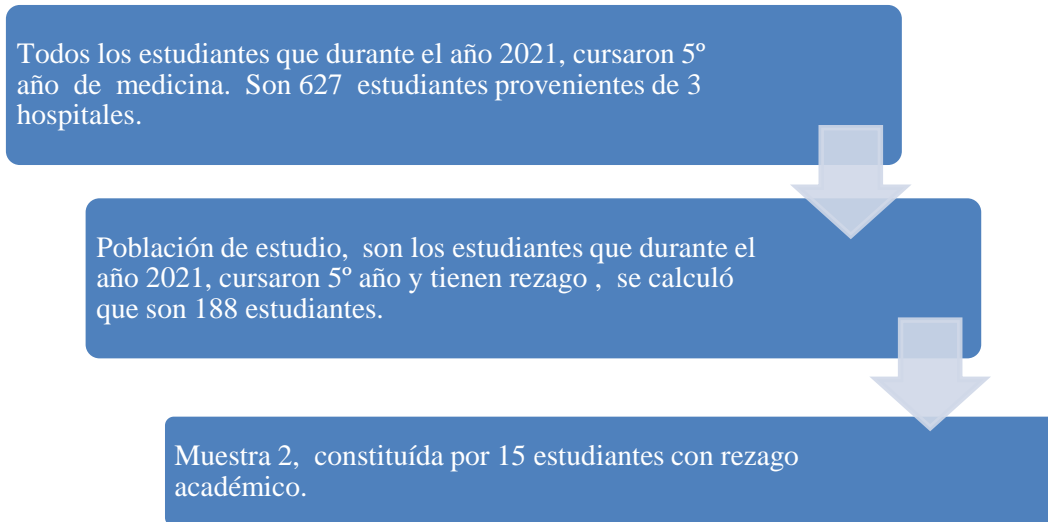 Todos los estudiantes que durante el año 2021, cursaron 5º
año de medicina. Son 627 estudiantes provenientes de 3
hospitales.
Población de estudio, son los estudiantes que durante el
año 2021, cursaron 5º año y tienen rezago , se calculó
que son 188 estudiantes.
Muestra 2, constituída por 15 estudiantes con rezago
académico.